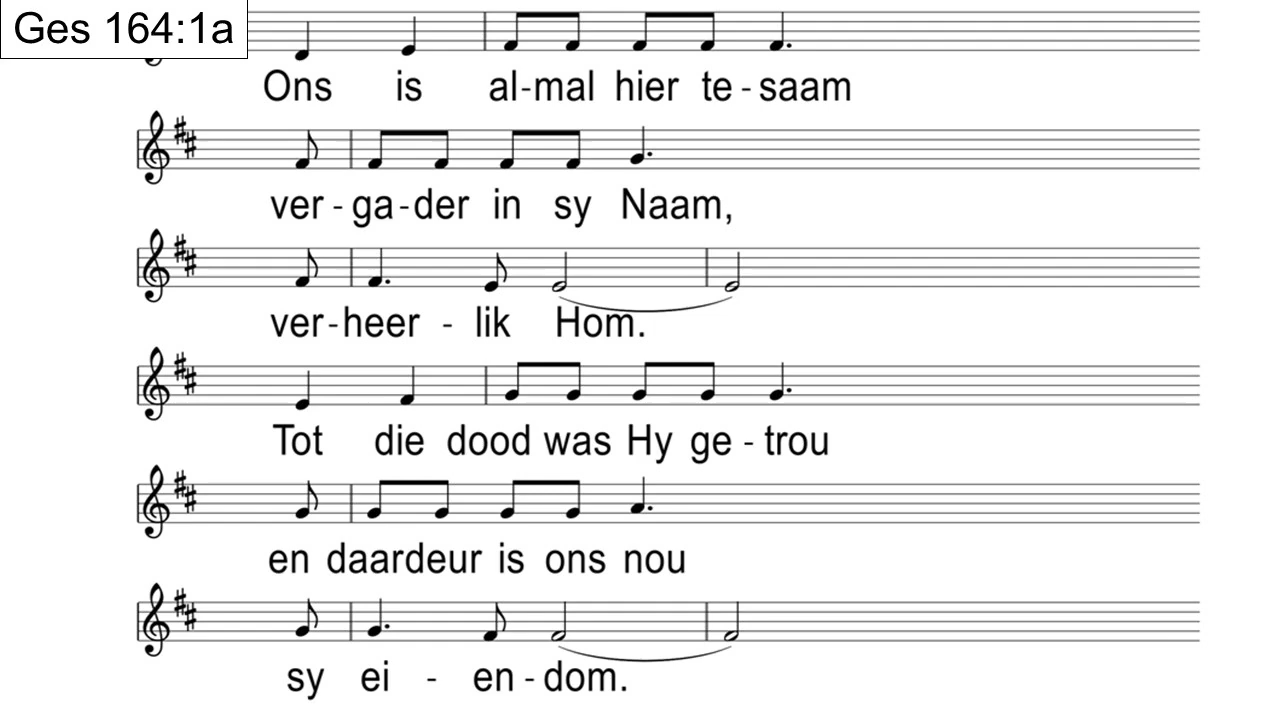 Ges 164:1a
Ons is al-mal hier te-saam
ver-ga-der in sy Naam,
ver-heer-lik Hom.
Tot die dood was Hy ge-trou
en daardeur is ons nou
sy ei-en-dom.